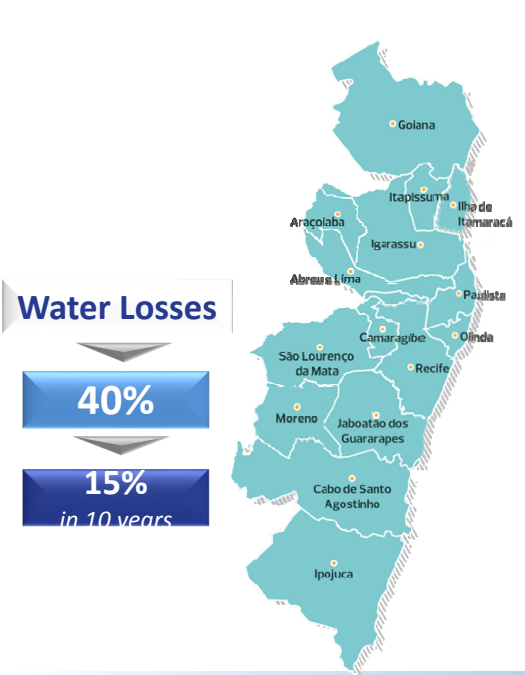 Goiana
Itapissuma
Ilha de
Itamaracá
Araçoiaba
Igarassu
Abreu e Lima
Paulista
Water Losses
Camaragibe
Olinda
São Lourenço
da Mata
Recife
40%
Moreno
Jaboatão dos
Guararapes
15%
in 10 years
Cabo de Santo
Agostinho
Ipojuca